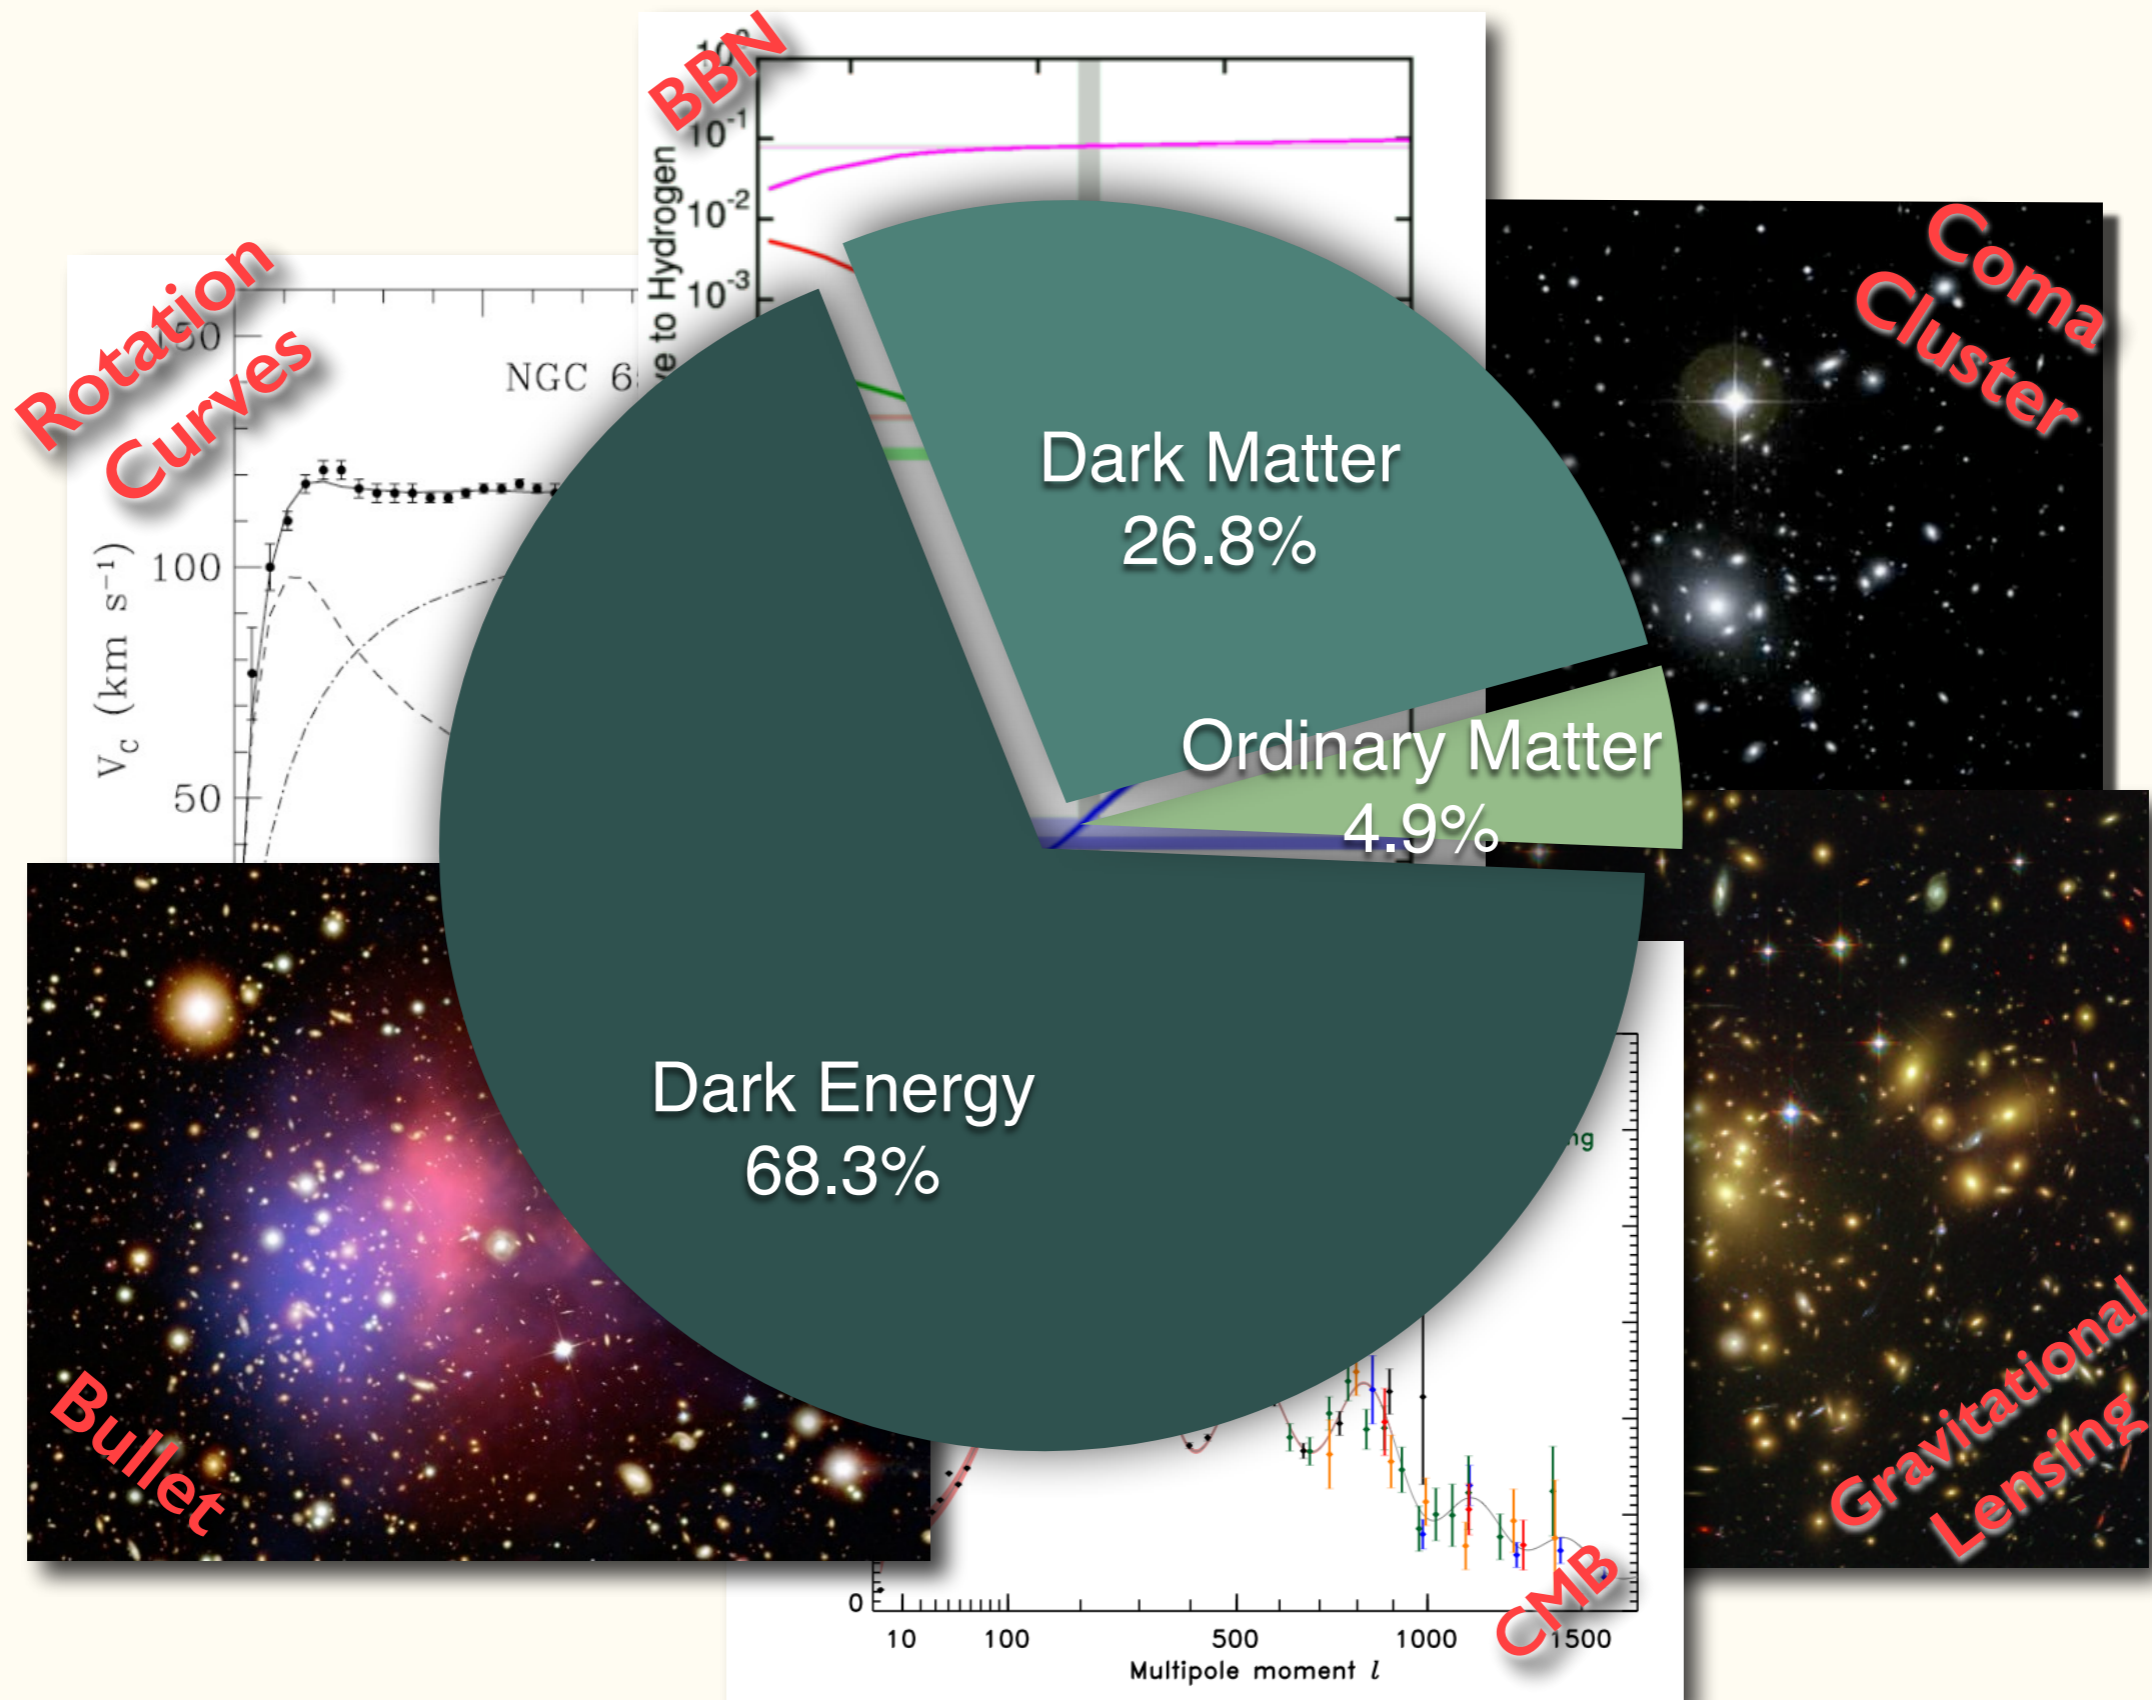 BBN
10⁻¹
10⁻²
10⁻³
to Hydrogen
Rotation
Curves
NGC
100
50
V_C (km s⁻¹)
Coma
Cluster
Dark Matter
26.8%
Ordinary Matter
4.9%
Dark Energy
68.3%
Bullet
Gravitational
Lensing
CMB
0
10
100
500
1000
1500
Multipole moment l